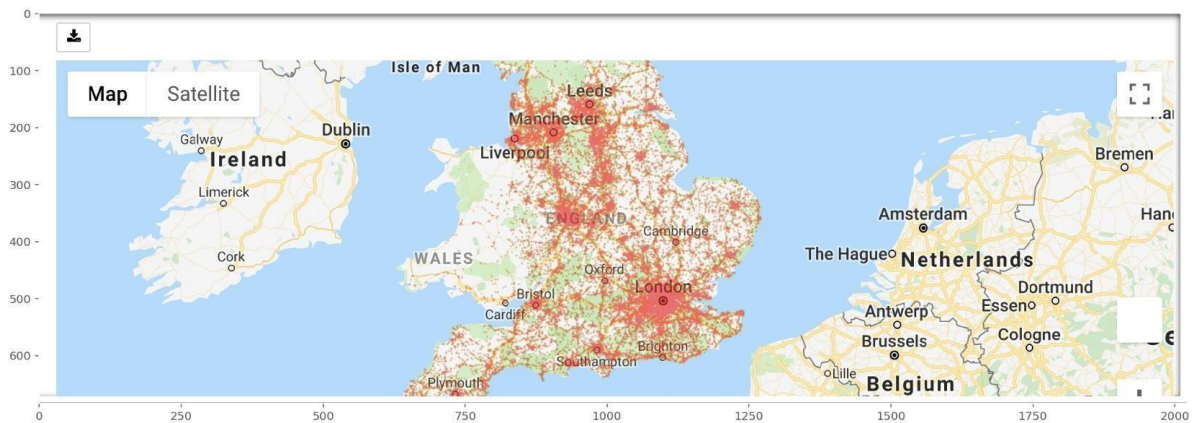 0
100
200
300
400
500
600
Map
Satellite
Isle of Man
Leeds
Manchester
Liverpool
Galway
Dublin
Ireland
Limerick
Cork
ENGLAND
WALES
Cambridge
Oxford
London
Bristol
Cardiff
Brighton
Southampton
Plymouth
Bremen
Amsterdam
The Hague
Netherlands
Dortmund
Essen
Antwerp
Cologne
Brussels
Lille
Belgium
Han
0
250
500
750
1000
1250
1500
1750
2000